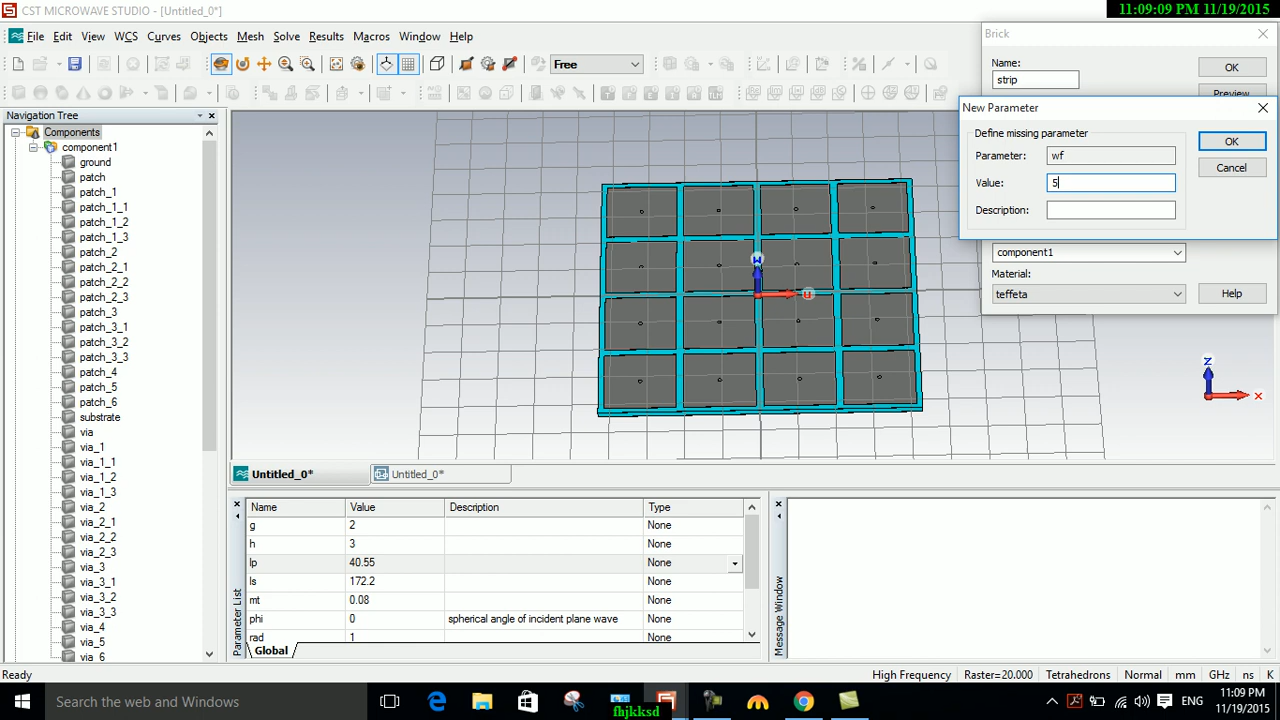 CST MICROWAVE STUDIO - [Untitled_0*]
11:09:09 PM 11/19/2015
File Edit View WCS Curves Objects Mesh Solve Results Macros Window Help
Free
Navigation Tree
Components
component1
ground
patch
patch_1
patch_1_1
patch_1_2
patch_1_3
patch_2
patch_2_1
patch_2_2
patch_2_3
patch_3
patch_3_1
patch_3_2
patch_3_3
patch_4
patch_5
patch_6
substrate
via
via_1
via_1_1
via_1_2
via_1_3
via_2
via_2_1
via_2_2
via_2_3
via_3
via_3_1
via_3_2
via_3_3
via_4
via_5
via_6
w
u
z
x
Brick
Name:
strip
OK
Preview
New Parameter
Define missing parameter
Parameter: wf
Value: 5
Description:
OK
Cancel
component1
Material:
teffeta
Help
Untitled_0*
Untitled_0*
Parameter List
Name Value Description Type
g 2 None
h 3 None
lp 40.55 None
ls 172.2 None
mt 0.08 None
phi 0 spherical angle of incident plane wave None
rad 1 None
Global
Message Window
Ready
High Frequency Raster=20.000 Tetrahedrons Normal mm GHz ns K
Search the web and Windows
fhjkksd
ENG
11:09 PM
11/19/2015